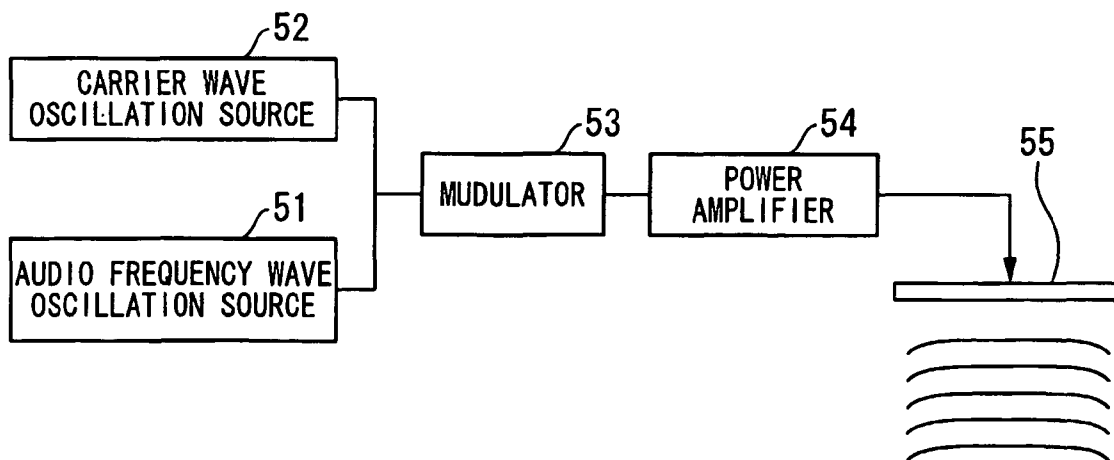 52
CARRIER WAVE
OSCILLATION SOURCE
51
AUDIO FREQUENCY WAVE
OSCILLATION SOURCE
53
MUDULATOR
54
POWER
AMPLIFIER
55